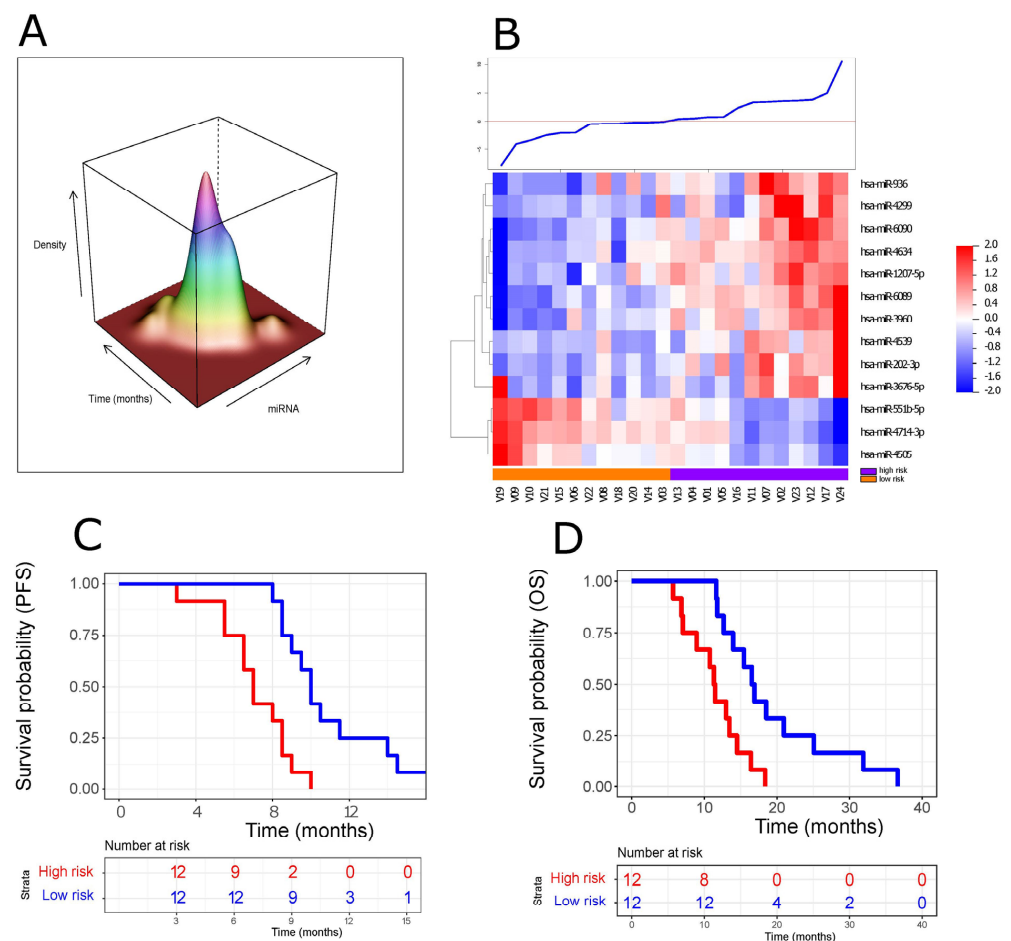 A
Density
Time (months)
miRNA
B
10
5
0
-5
hsa-miR-936
hsa-miR-4299
hsa-miR-6090
hsa-miR-4634
hsa-miR-1207-5p
hsa-miR-6089
hsa-miR-3960
hsa-miR-4539
hsa-miR-202-3p
hsa-miR-3676-5p
hsa-miR-551b-5p
hsa-miR-4714-3p
hsa-miR-4505
2.0
1.6
1.2
0.8
0.4
0.0
-0.4
-0.8
-1.2
-1.6
-2.0
high risk
low risk
V19 V09 V10 V21 V15 V06 V22 V08 V18 V20 V14 V03 V13 V04 V01 V05 V16 V11 V07 V02 V23 V12 V17 V24
C
Survival probability (PFS)
1.00
0.75
0.50
0.25
0.00
0 4 8 12
Time (months)
Number at risk
Strata
High risk 12 9 2 0 0
Low risk 12 12 9 3 1
3 6 9 12 15
Time (months)
D
Survival probability (OS)
1.00
0.75
0.50
0.25
0.00
0 10 20 30 40
Time (months)
Number at risk
Strata
High risk 12 8 0 0 0
Low risk 12 12 4 2 0
0 10 20 30 40
Time (months)